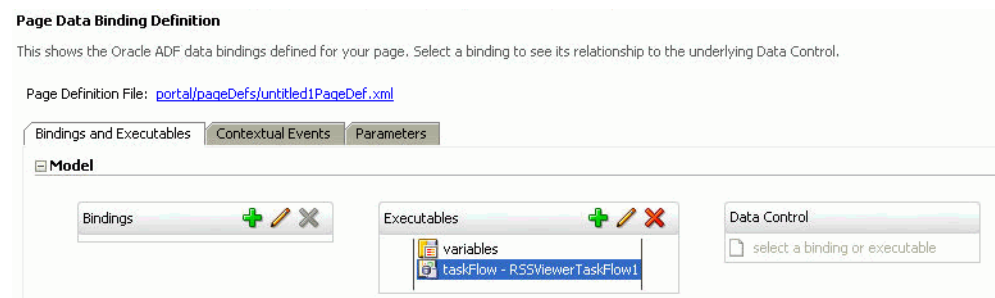 Page Data Binding Definition
This shows the Oracle ADF data bindings defined for your page. Select a binding to see its relationship to the underlying Data Control.
Page Definition File: portal/pageDefs/untitled1PageDef.xml
Bindings and Executables Contextual Events Parameters
Model
Bindings Executables Data Control
variables select a binding or executable
taskFlow - RSSViewerTaskFlow1